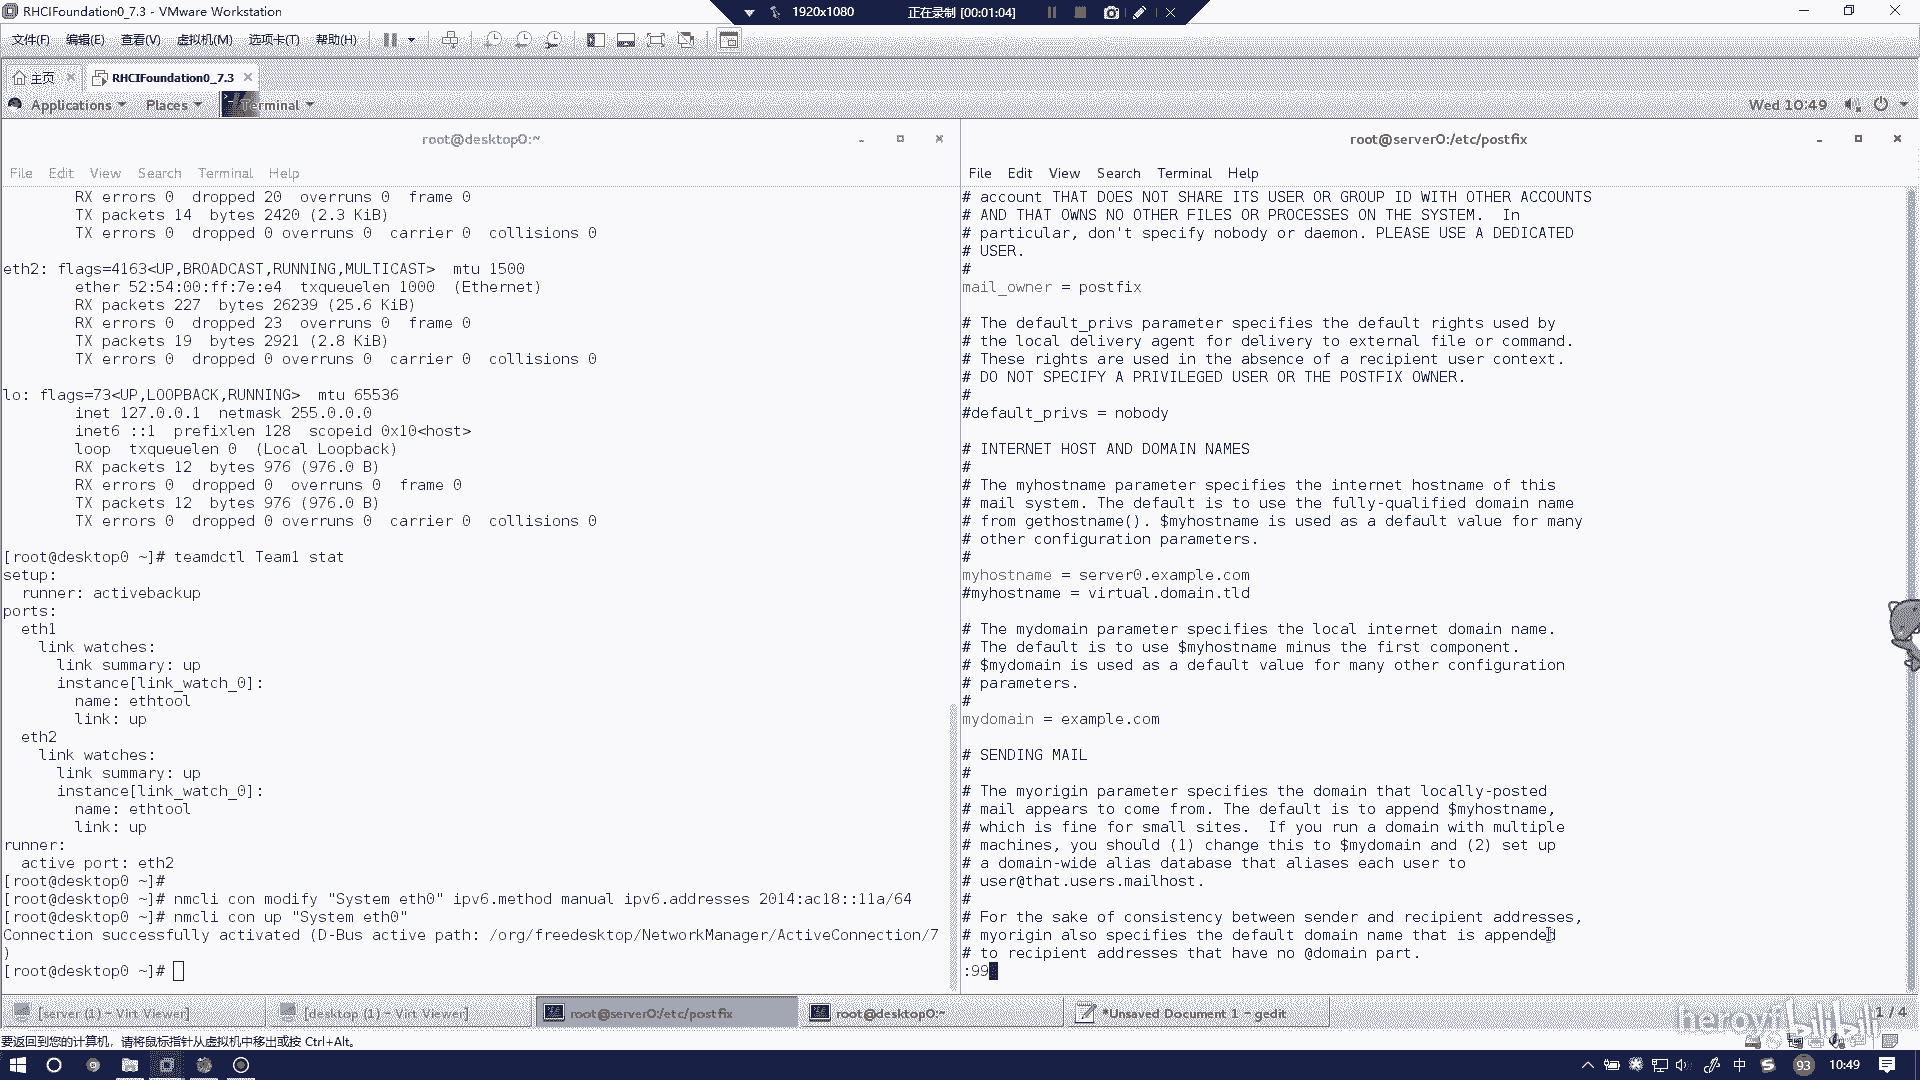 RHCIFoundation0_7.3 - VMware Workstation
1920x1080
正在录制 [00:01:04]
文件(F) 编辑(E) 查看(V) 虚拟机(M) 选项卡(T) 帮助(H)
主页
RHCIFoundation0_7.3
Applications Places Terminal
Wed 10:49
root@desktop0:~
File Edit View Search Terminal Help
RX errors 0  dropped 20  overruns 0  frame 0
TX packets 14  bytes 2420 (2.3 KiB)
TX errors 0  dropped 0 overruns 0  carrier 0  collisions 0
eth2: flags=4163<UP,BROADCAST,RUNNING,MULTICAST>  mtu 1500
ether 52:54:00:ff:7e:e4  txqueuelen 1000  (Ethernet)
RX packets 227  bytes 26239 (25.6 KiB)
RX errors 0  dropped 23  overruns 0  frame 0
TX packets 19  bytes 2921 (2.8 KiB)
TX errors 0  dropped 0 overruns 0  carrier 0  collisions 0
lo: flags=73<UP,LOOPBACK,RUNNING>  mtu 65536
inet 127.0.0.1  netmask 255.0.0.0
inet6 ::1  prefixlen 128  scopeid 0x10<host>
loop  txqueuelen 0  (Local Loopback)
RX packets 12  bytes 976 (976.0 B)
RX errors 0  dropped 0  overruns 0  frame 0
TX packets 12  bytes 976 (976.0 B)
TX errors 0  dropped 0 overruns 0  carrier 0  collisions 0
[root@desktop0 ~]# teamdctl Team1 stat
setup:
runner: activebackup
ports:
eth1
link watches:
link summary: up
instance[link_watch_0]:
name: ethtool
link: up
eth2
link watches:
link summary: up
instance[link_watch_0]:
name: ethtool
link: up
runner:
active port: eth2
[root@desktop0 ~]#
[root@desktop0 ~]# nmcli con modify "System eth0" ipv6.method manual ipv6.addresses 2014:ac18::11a/64
[root@desktop0 ~]# nmcli con up "System eth0"
Connection successfully activated (D-Bus active path: /org/freedesktop/NetworkManager/ActiveConnection/7
)
[root@desktop0 ~]#
root@server0:/etc/postfix
File Edit View Search Terminal Help
# account THAT DOES NOT SHARE ITS USER OR GROUP ID WITH OTHER ACCOUNTS
# AND THAT OWNS NO OTHER FILES OR PROCESSES ON THE SYSTEM.  In
# particular, don't specify nobody or daemon. PLEASE USE A DEDICATED
# USER.
#
mail_owner = postfix
# The default_privs parameter specifies the default rights used by
# the local delivery agent for delivery to external file or command.
# These rights are used in the absence of a recipient user context.
# DO NOT SPECIFY A PRIVILEGED USER OR THE POSTFIX OWNER.
#
#default_privs = nobody
# INTERNET HOST AND DOMAIN NAMES
#
# The myhostname parameter specifies the internet hostname of this
# mail system. The default is to use the fully-qualified domain name
# from gethostname(). $myhostname is used as a default value for many
# other configuration parameters.
#
myhostname = server0.example.com
#myhostname = virtual.domain.tld
# The mydomain parameter specifies the local internet domain name.
# The default is to use $myhostname minus the first component.
# $mydomain is used as a default value for many other configuration
# parameters.
#
mydomain = example.com
# SENDING MAIL
#
# The myorigin parameter specifies the domain that locally-posted
# mail appears to come from. The default is to append $myhostname,
# which is fine for small sites.  If you run a domain with multiple
# machines, you should (1) change this to $mydomain and (2) set up
# a domain-wide alias database that aliases each user to
# user@that.users.mailhost.
#
# For the sake of consistency between sender and recipient addresses,
# myorigin also specifies the default domain name that is appended
# to recipient addresses that have no @domain part.
:99
[server (1) - Virt Viewer]
[desktop (1) - Virt Viewer]
root@server0:/etc/postfix
root@desktop0:~
*Unsaved Document 1 - gedit
1 / 4
bilibili
要返回到您的计算机，请将鼠标指针从虚拟机中移出或按 Ctrl+Alt。
中
93
10:49